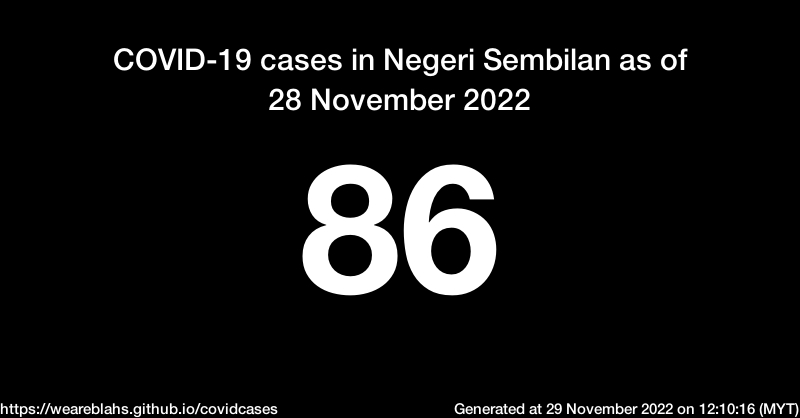 COVID-19 cases in Negeri Sembilan as of
28 November 2022
86
https://weareblahs.github.io/covidcases
Generated at 29 November 2022 on 12:10:16 (MYT)